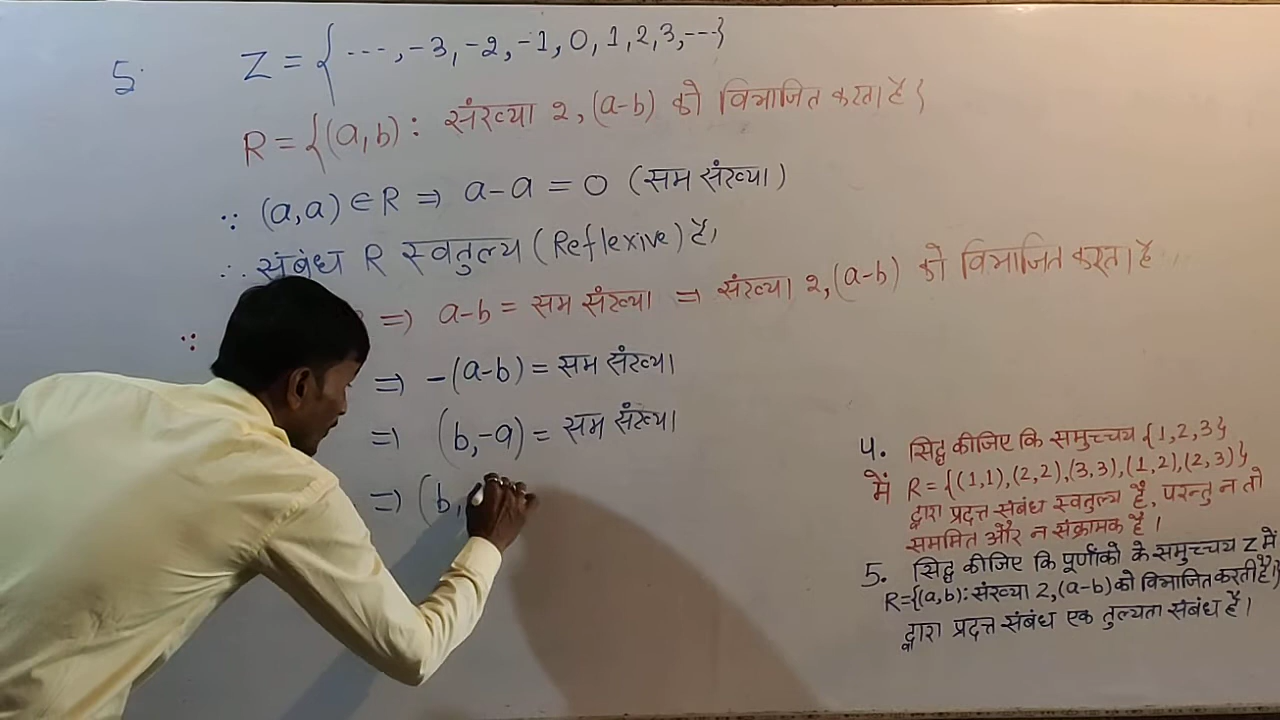 5. Z = { ---, -3, -2, -1, 0, 1, 2, 3, --- }
R = {(a, b) : संख्या 2, (a-b) को विभाजित करता है }
∵ (a, a) ∈ R ⇒ a-a = 0 (सम संख्या)
∴ संबंध R स्वतुल्य (Reflexive) है,
∵ ⇒ a-b = सम संख्या ⇒ संख्या 2, (a-b) को विभाजित करता है
⇒ -(a-b) = सम संख्या
⇒ (b, -a) = सम संख्या
⇒ (b,
4. सिद्ध कीजिए कि समुच्चय {1, 2, 3}
में R = {(1,1), (2,2), (3,3), (1,2), (2,3)}
द्वारा प्रदत्त संबंध स्वतुल्य है, परन्तु न तो
सममित और न संक्रामक है।
5. सिद्ध कीजिए कि पूर्णांको के समुच्चय Z में
R={(a,b): संख्या 2, (a-b) को विभाजित करती है}
द्वारा प्रदत्त संबंध एक तुल्यता संबंध है।